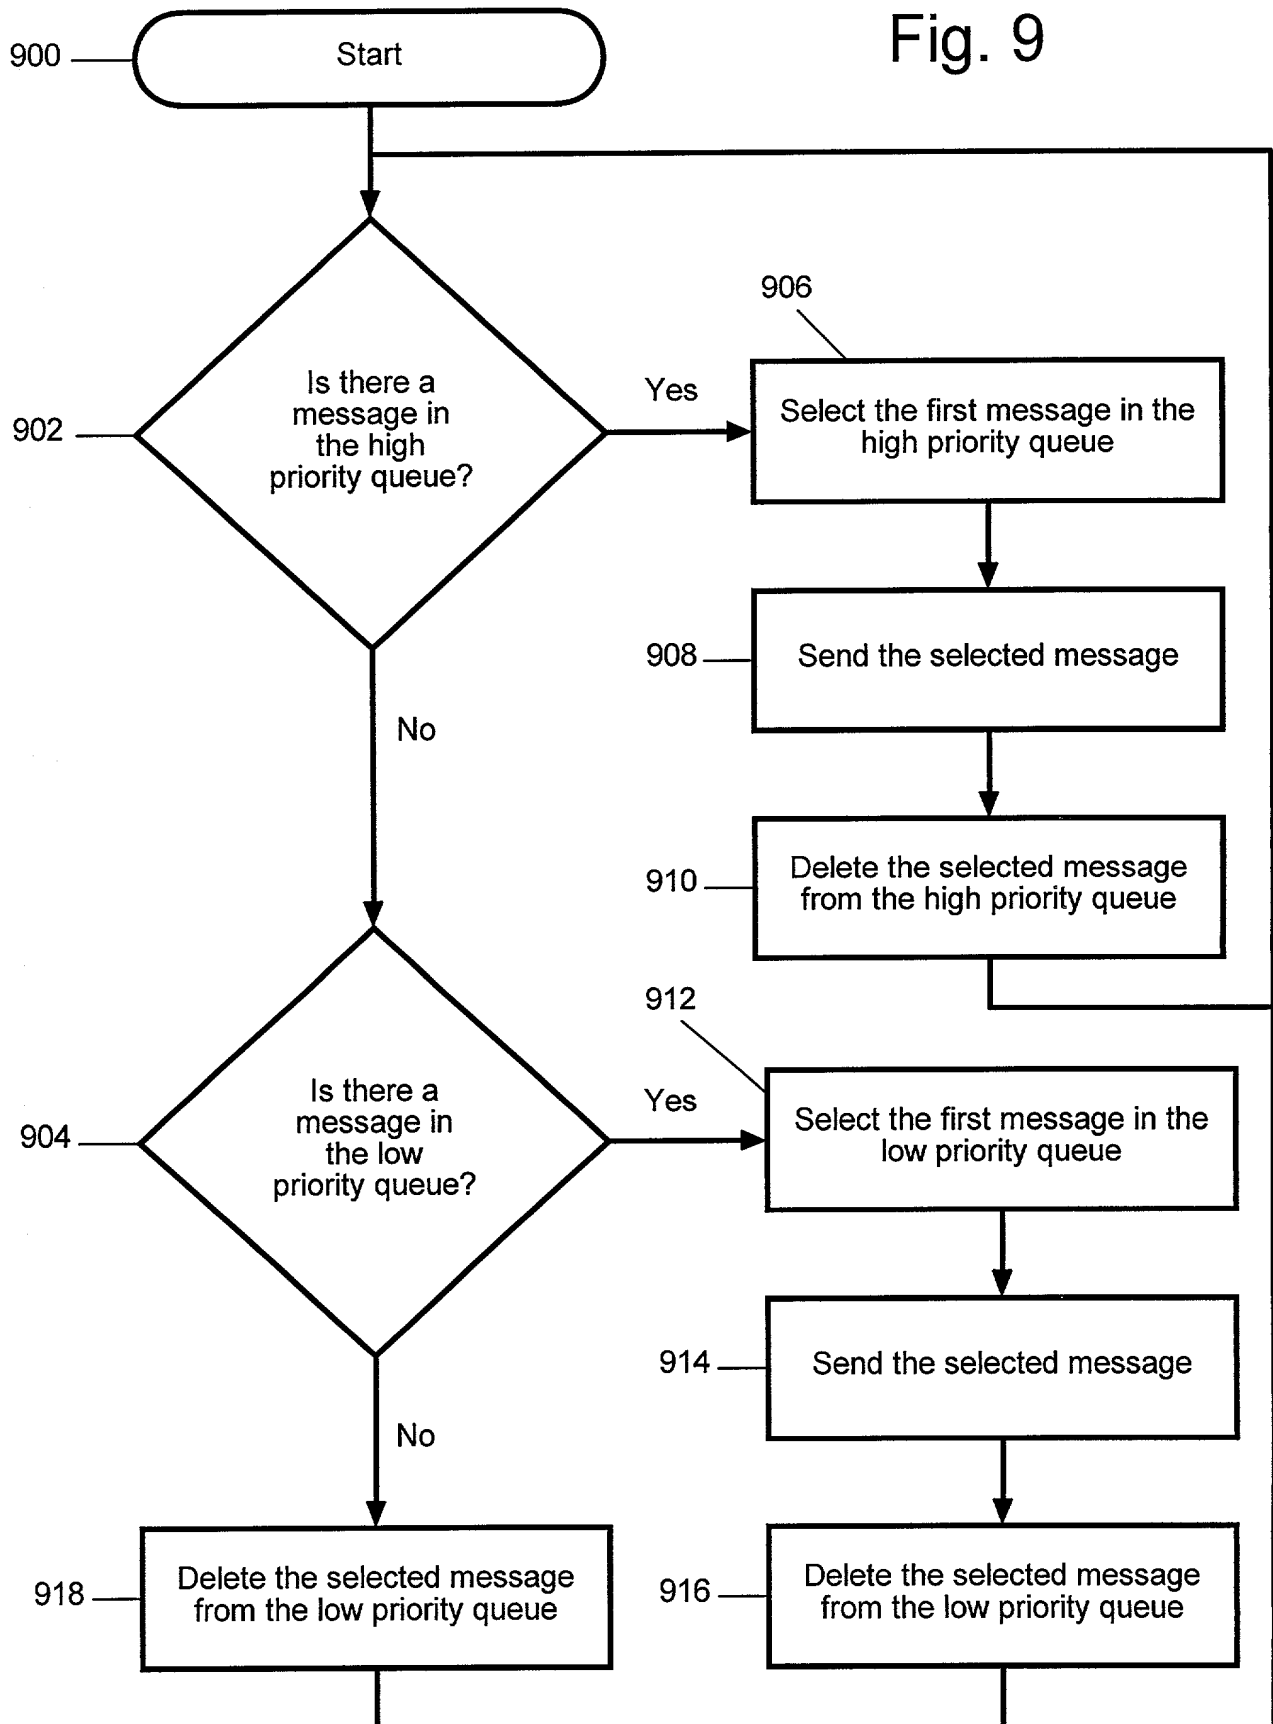 Fig. 9
900
Start
902
Is there a
message in
the high
priority queue?
Yes
906
Select the first message in the
high priority queue
908
Send the selected message
No
910
Delete the selected message
from the high priority queue
912
904
Is there a
message in
the low
priority queue?
Yes
Select the first message in the
low priority queue
914
Send the selected message
No
918
Delete the selected message
from the low priority queue
916
Delete the selected message
from the low priority queue